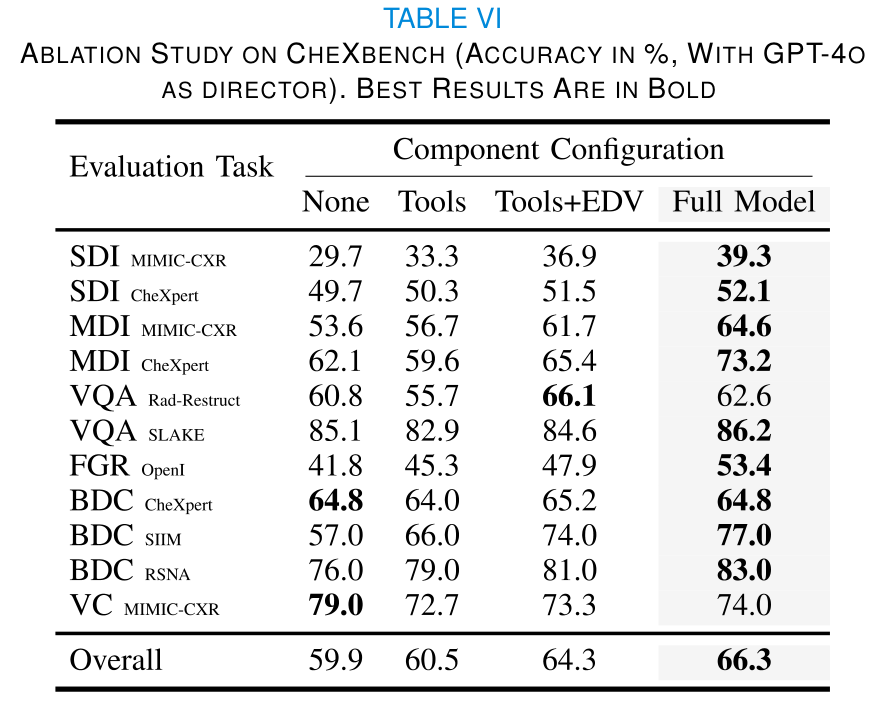 TABLE VI
ABLATION STUDY ON CHEXBENCH (ACCURACY IN %, WITH GPT-4O
AS DIRECTOR). BEST RESULTS ARE IN BOLD
Evaluation Task Component Configuration
None Tools Tools+EDV Full Model
SDI MIMIC-CXR 29.7 33.3 36.9 39.3
SDI CheXpert 49.7 50.3 51.5 52.1
MDI MIMIC-CXR 53.6 56.7 61.7 64.6
MDI CheXpert 62.1 59.6 65.4 73.2
VQA Rad-Restruct 60.8 55.7 66.1 62.6
VQA SLAKE 85.1 82.9 84.6 86.2
FGR OpenI 41.8 45.3 47.9 53.4
BDC CheXpert 64.8 64.0 65.2 64.8
BDC SIIM 57.0 66.0 74.0 77.0
BDC RSNA 76.0 79.0 81.0 83.0
VC MIMIC-CXR 79.0 72.7 73.3 74.0
Overall 59.9 60.5 64.3 66.3